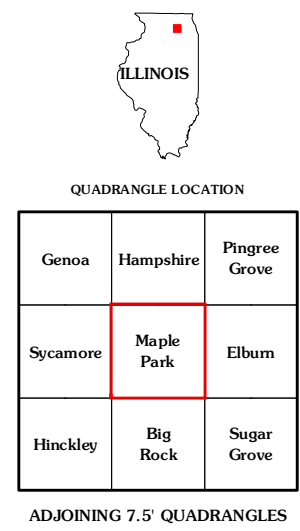 ILLINOIS
QUADRANGLE LOCATION
Genoa
Hampshire
Pingree
Grove
Sycamore
Maple
Park
Elburn
Hinckley
Big
Rock
Sugar
Grove
ADJOINING 7.5' QUADRANGLES